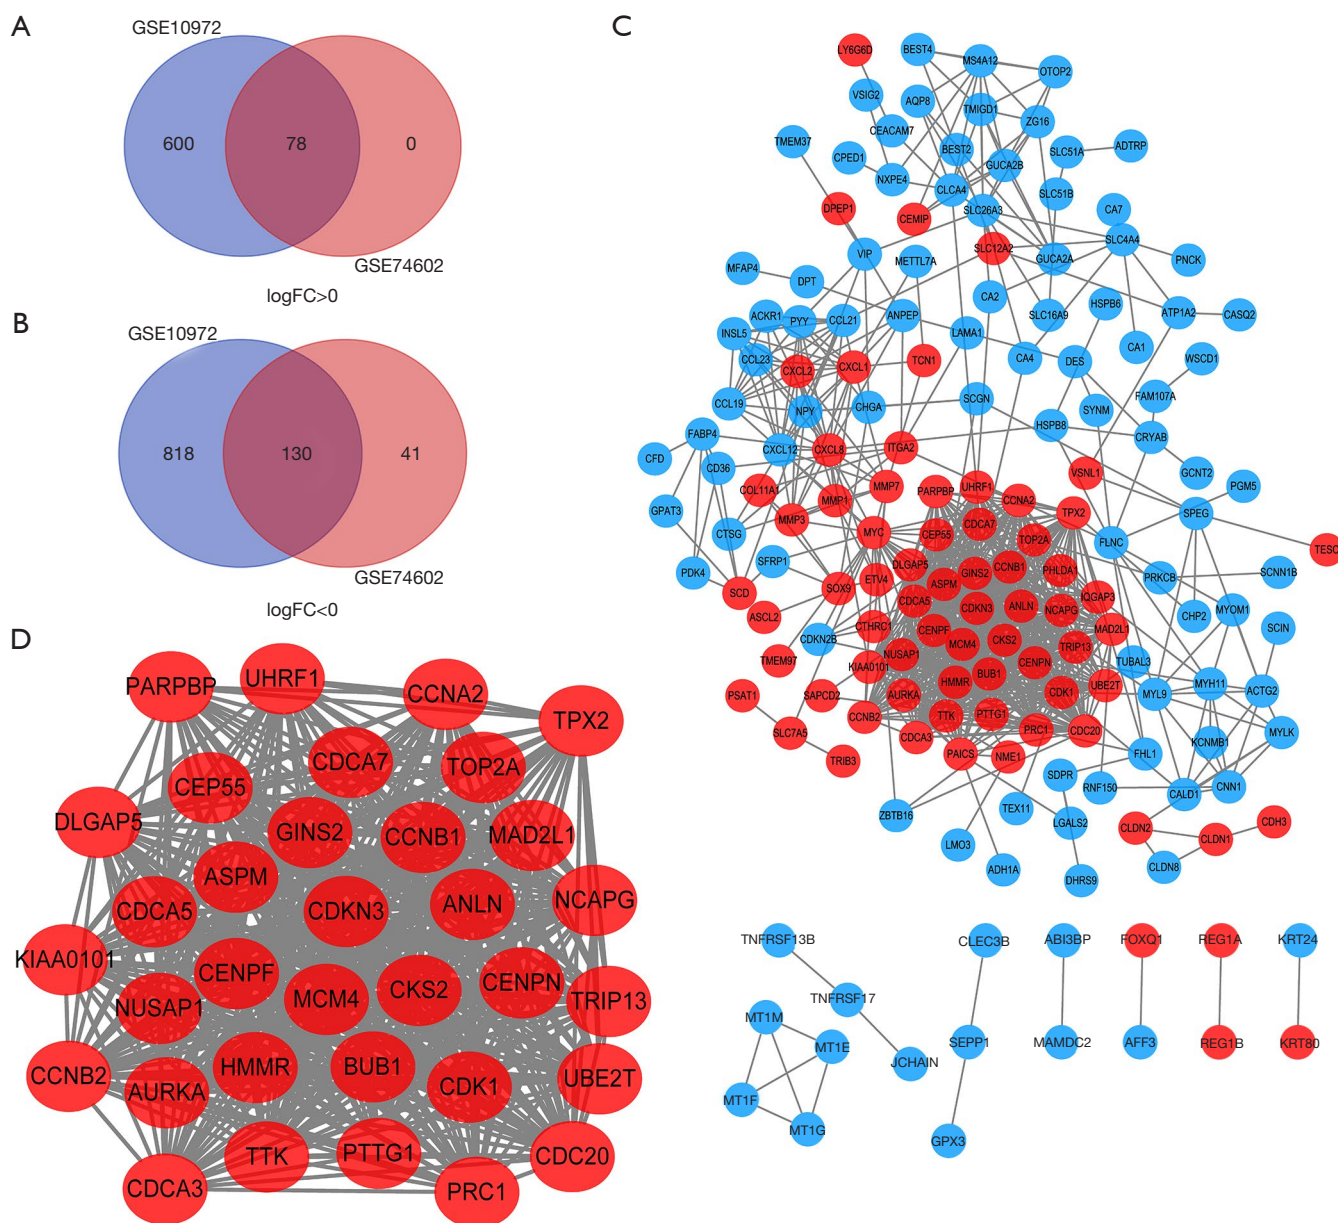 A
GSE10972
600
78
0
GSE74602
logFC>0
B
GSE10972
818
130
41
GSE74602
logFC<0
C
LY6G6D
BEST4
MS4A12
OTOP2
VSIG2
AQP8
TMIGD1
ZG16
TMEM37
CEACAM7
BEST2
SLC51A
ADTRP
CPED1
NXPE4
GUCA2B
CLCA4
SLC51B
DPEP1
CEMIP
SLC26A3
CA7
SLC12A2
SLC4A4
VIP
METTL7A
GUCA2A
PNCK
MFAP4
DPT
CA2
HSPB6
ACKR1
PYY
CCL21
ANPEP
SLC16A9
ATP1A2
CASQ2
INSL5
LAMA1
CCL23
CXCL2
CXCL1
TCN1
CA4
DES
CA1
WSCD1
CCL19
NPY
CHGA
SCGN
SYNM
FAM107A
FABP4
HSPB8
CRYAB
CFD
CD36
CXCL12
CXCL8
ITGA2
GCNT2
VSNL1
PGM5
COL11A1
MMP1
MMP7
PARPBP
UHRF1
CCNA2
GPAT3
MMP3
TPX2
SPEG
CTSG
MYC
CEP55
CDCA7
TOP2A
FLNC
TESC
PDK4
SFRP1
DLGAP5
GINS2
CCNB1
PHLDA1
PRKCB
SCNN1B
SCD
SOX9
ETV4
ASPM
IQGAP3
ASCL2
CDCA5
CDKN3
ANLN
NCAPG
CHP2
MYOM1
CTHRC1
CENPF
MAD2L1
SCIN
CDKN2B
NUSAP1
MCM4
CKS2
TRIP13
TMEM97
KIAA0101
CENPN
TUBAL3
HMMR
BUB1
UBE2T
MYL9
MYH11
ACTG2
PSAT1
SAPCD2
AURKA
CDK1
CCNB2
TTK
PTTG1
SLC7A5
CDCA3
PRC1
CDC20
KCNMB1
MYLK
TRIB3
PAICS
NME1
FHL1
SDPR
RNF150
CALD1
CNN1
ZBTB16
TEX11
LGALS2
CLDN2
CDH3
LMO3
CLDN1
ADH1A
DHRS9
CLDN8
TNFRSF13B
CLEC3B
ABI3BP
FOXQ1
REG1A
KRT24
TNFRSF17
MT1M
MT1E
JCHAIN
SEPP1
MAMDC2
AFF3
REG1B
KRT80
MT1F
MT1G
GPX3
D
PARPBP
UHRF1
CCNA2
TPX2
CEP55
CDCA7
TOP2A
DLGAP5
GINS2
CCNB1
MAD2L1
ASPM
CDCA5
CDKN3
ANLN
NCAPG
KIAA0101
CENPF
MCM4
CKS2
CENPN
NUSAP1
TRIP13
CCNB2
AURKA
HMMR
BUB1
CDK1
UBE2T
TTK
PTTG1
CDC20
CDCA3
PRC1